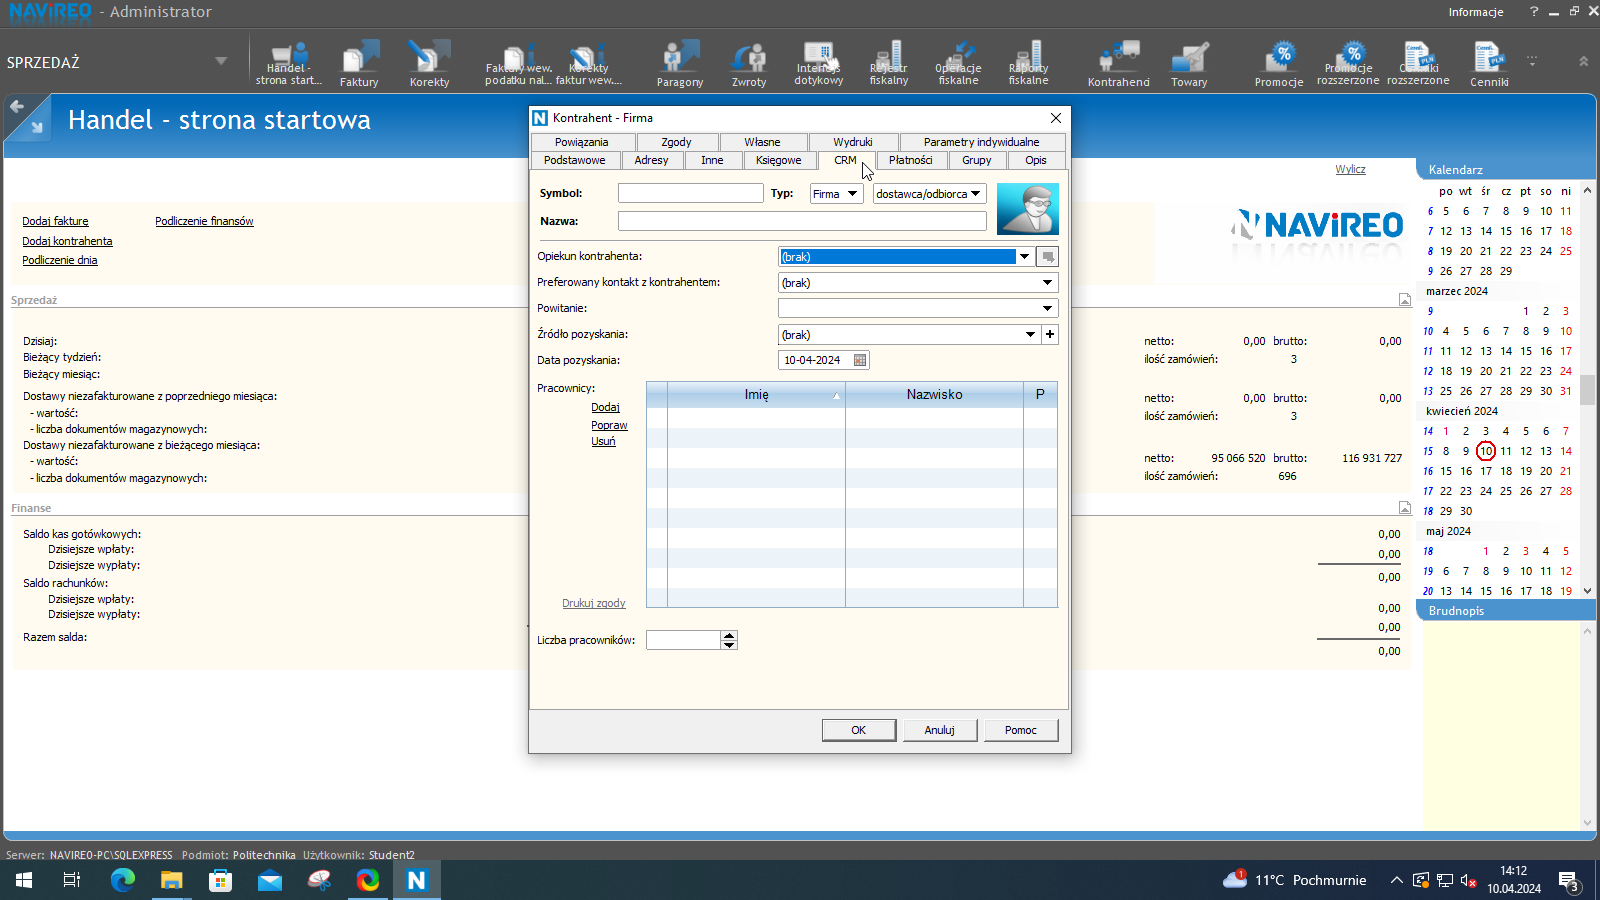 NAVIREO - Administrator
Informacje
SPRZEDAŻ
Handel - strona start...
Faktury
Korekty
Faktury wew. podatku nal...
Korekty faktur wew....
Paragony
Zwroty
Interfejs dotykowy
Rejestr fiskalny
Operacje fiskalne
Raporty fiskalne
Kontrahenci
Towary
Promocje
Promocje rozszerzone
Cenniki rozszerzone
Cenniki
Handel - strona startowa
Wylicz
Dodaj fakturę
Podliczenie finansów
Dodaj kontrahenta
Podliczenie dnia
NAVIREO
Sprzedaż
Dzisiaj:
netto: 0,00 brutto: 0,00
Bieżący tydzień:
ilość zamówień: 3
Bieżący miesiąc:
Dostawy niezafakturowane z poprzedniego miesiąca:
netto: 0,00 brutto: 0,00
- wartość:
ilość zamówień: 3
- liczba dokumentów magazynowych:
Dostawy niezafakturowane z bieżącego miesiąca:
- wartość:
netto: 95 066 520 brutto: 116 931 727
- liczba dokumentów magazynowych:
ilość zamówień: 696
Finanse
Saldo kas gotówkowych:
0,00
Dzisiejsze wpłaty:
0,00
Dzisiejsze wypłaty:
0,00
Saldo rachunków:
Dzisiejsze wpłaty:
0,00
Dzisiejsze wypłaty:
0,00
Razem salda:
0,00
Kontrahent - Firma
Powiązania Zgody Własne Wydruki Parametry indywidualne
Podstawowe Adresy Inne Księgowe CRM Płatności Grupy Opis
Symbol:
Typ: Firma dostawca/odbiorca
Nazwa:
Opiekun kontrahenta: (brak)
Preferowany kontakt z kontrahentem: (brak)
Powitanie:
Źródło pozyskania: (brak)
Data pozyskania: 10-04-2024
Pracownicy:
Imię Nazwisko P
Dodaj
Popraw
Usuń
Drukuj zgody
Liczba pracowników:
OK Anuluj Pomoc
Kalendarz
po wt śr cz pt so ni
6 5 6 7 8 9 10 11
7 12 13 14 15 16 17 18
8 19 20 21 22 23 24 25
9 26 27 28 29
marzec 2024
9 1 2 3
10 4 5 6 7 8 9 10
11 11 12 13 14 15 16 17
12 18 19 20 21 22 23 24
13 25 26 27 28 29 30 31
kwiecień 2024
14 1 2 3 4 5 6 7
15 8 9 10 11 12 13 14
16 15 16 17 18 19 20 21
17 22 23 24 25 26 27 28
18 29 30
maj 2024
18 1 2 3 4 5
19 6 7 8 9 10 11 12
20 13 14 15 16 17 18 19
Brudnopis
Serwer: NAVIREO-PC\SQLEXPRESS Podmiot: Politechnika Użytkownik: Student2
1
11°C Pochmurnie
14:12
10.04.2024
3